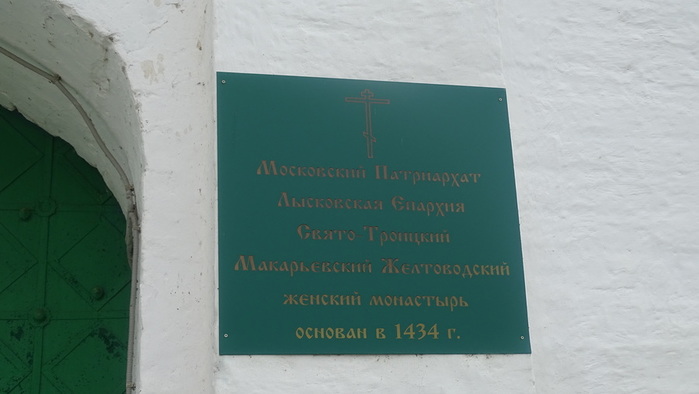 Московский Патриархат
Лысковская Епархия
Свято Троицкий
Макарьевский Желтоводский
женский монастырь
основан в 1434 г.